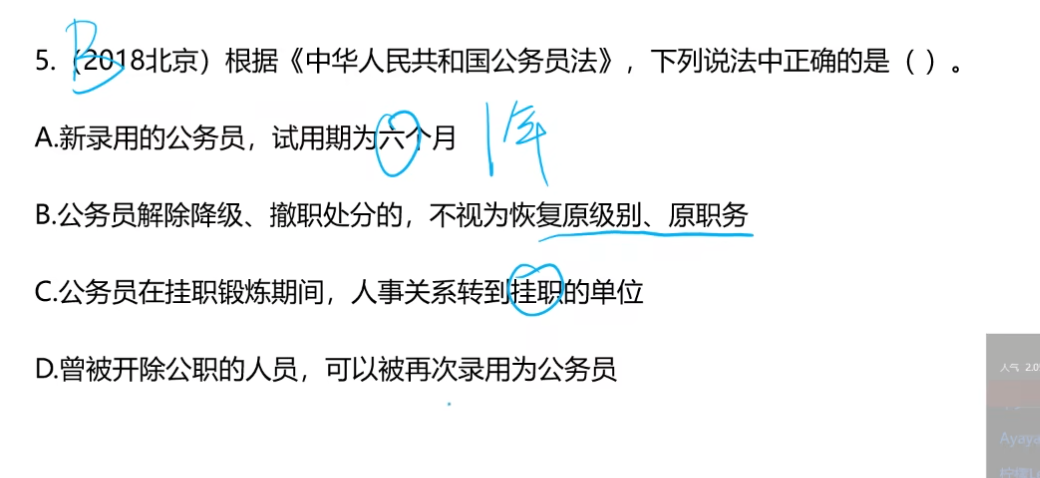 B
5.（2018北京）根据《中华人民共和国公务员法》，下列说法中正确的是（ ）。
A.新录用的公务员，试用期为六个月 1年
B.公务员解除降级、撤职处分的，不视为恢复原级别、原职务
C.公务员在挂职锻炼期间，人事关系转到挂职的单位
D.曾被开除公职的人员，可以被再次录用为公务员
人气 2.0
Ayaya